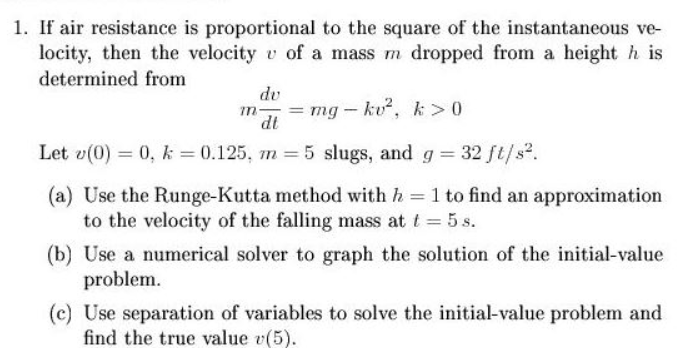 1. If air resistance is proportional to the square of the instantaneous ve-
locity, then the velocity v of a mass m dropped from a height h is
determined from
m dv/dt = mg − kv², k > 0
Let v(0) = 0, k = 0.125, m = 5 slugs, and g = 32 ft/s².
(a) Use the Runge-Kutta method with h = 1 to find an approximation
to the velocity of the falling mass at t = 5 s.
(b) Use a numerical solver to graph the solution of the initial-value
problem.
(c) Use separation of variables to solve the initial-value problem and
find the true value v(5).